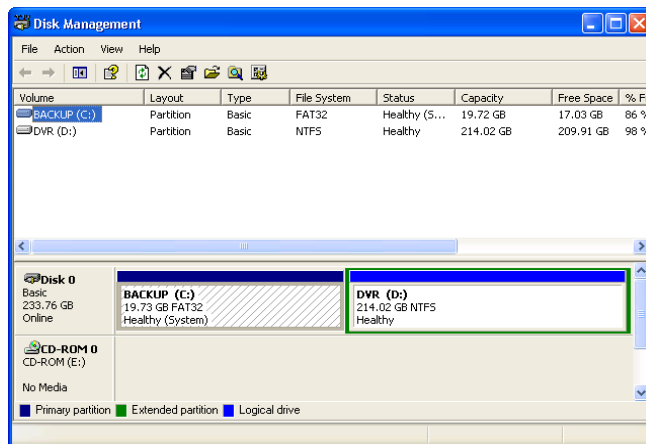 Disk Management
File Action View Help
Volume Layout Type File System Status Capacity Free Space % F
BACKUP (C:) Partition Basic FAT32 Healthy (S... 19.72 GB 17.03 GB 86 %
DVR (D:) Partition Basic NTFS Healthy 214.02 GB 209.91 GB 98 %
Disk 0
Basic
233.76 GB
Online
BACKUP (C:)
19.73 GB FAT32
Healthy (System)
DVR (D:)
214.02 GB NTFS
Healthy
CD-ROM 0
CD-ROM (E:)
No Media
Primary partition Extended partition Logical drive